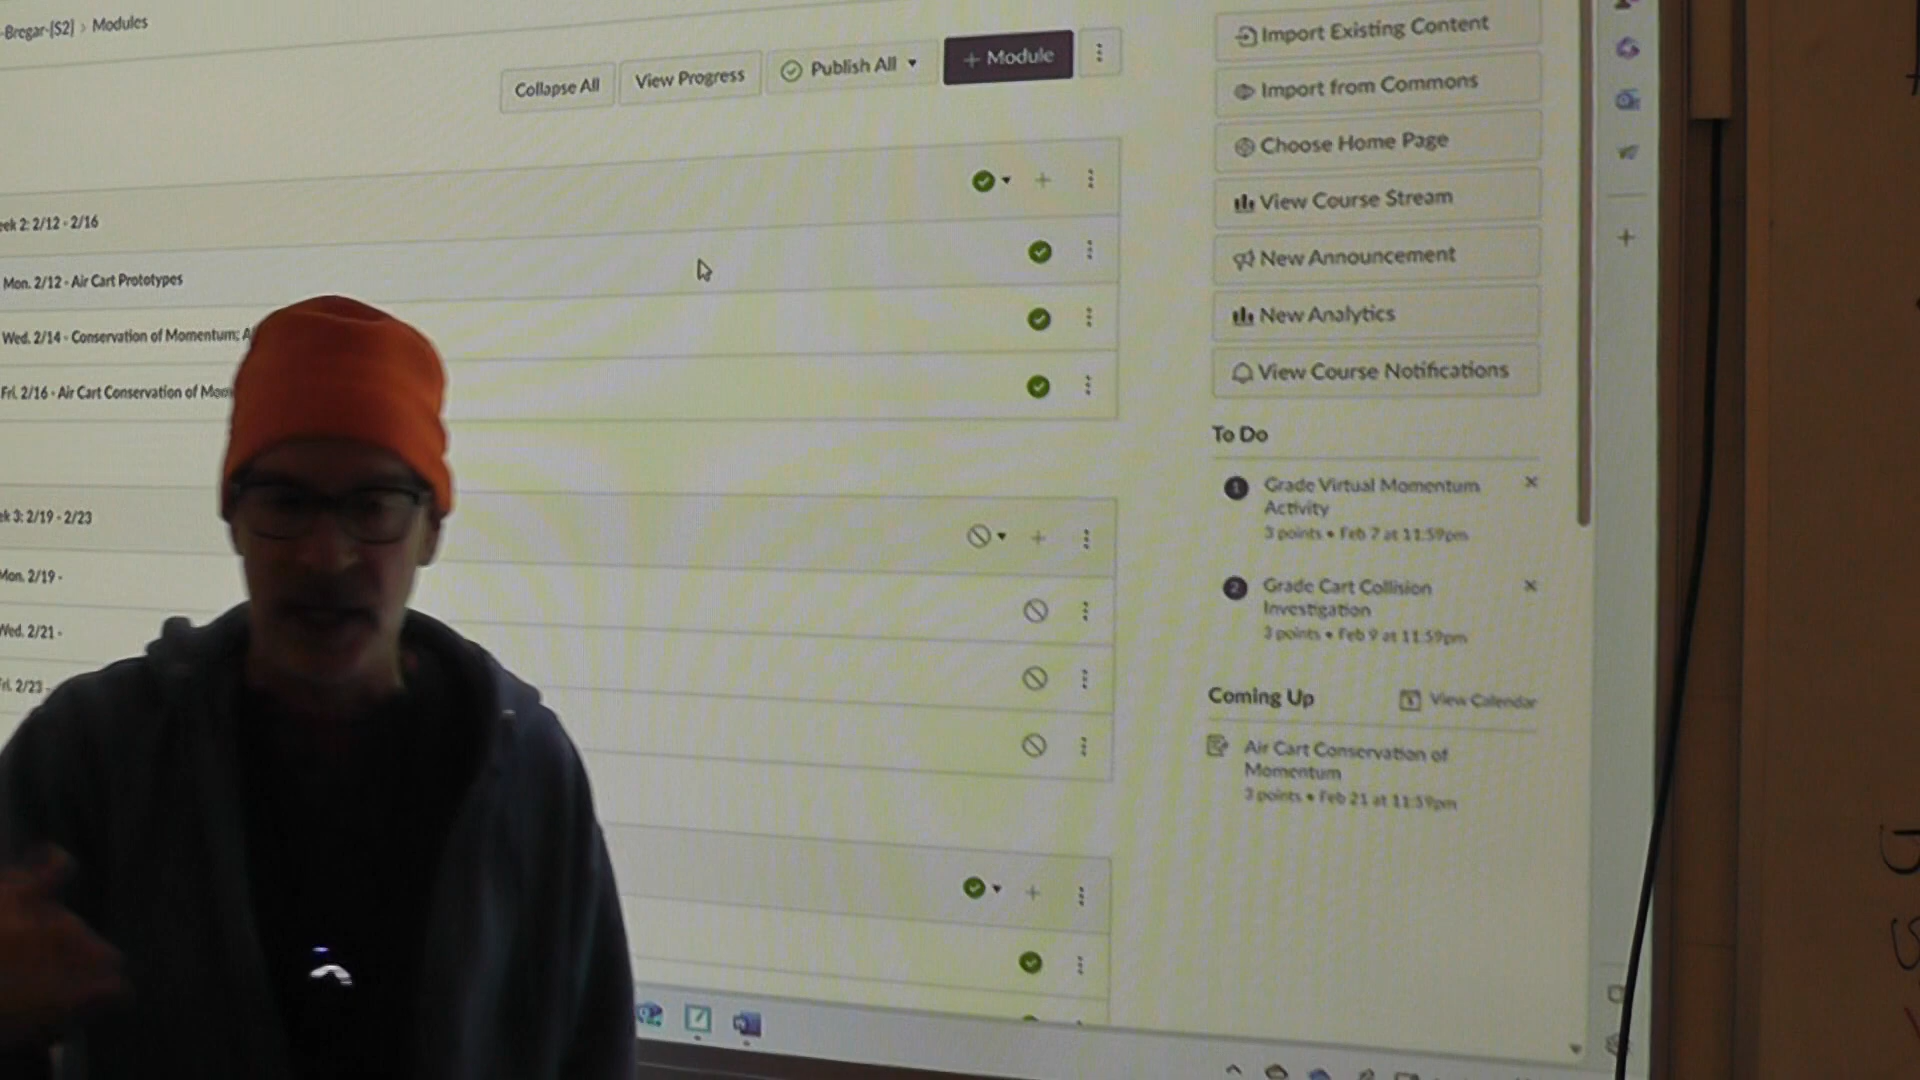 -Bregar-[S2] › Modules
Collapse All
View Progress
Publish All
+ Module
eek 2: 2/12 - 2/16
Mon. 2/12 - Air Cart Prototypes
Wed. 2/14 - Conservation of Momentum; A
Fri. 2/16 - Air Cart Conservation of Mom
ek 3: 2/19 - 2/23
Mon. 2/19 -
Wed. 2/21 -
Fri. 2/23 -
Import Existing Content
Import from Commons
Choose Home Page
View Course Stream
New Announcement
New Analytics
View Course Notifications
To Do
1
Grade Virtual Momentum
Activity
3 points • Feb 7 at 11:59pm
2
Grade Cart Collision
Investigation
3 points • Feb 9 at 11:59pm
Coming Up
View Calendar
Air Cart Conservation of
Momentum
3 points • Feb 21 at 11:59pm